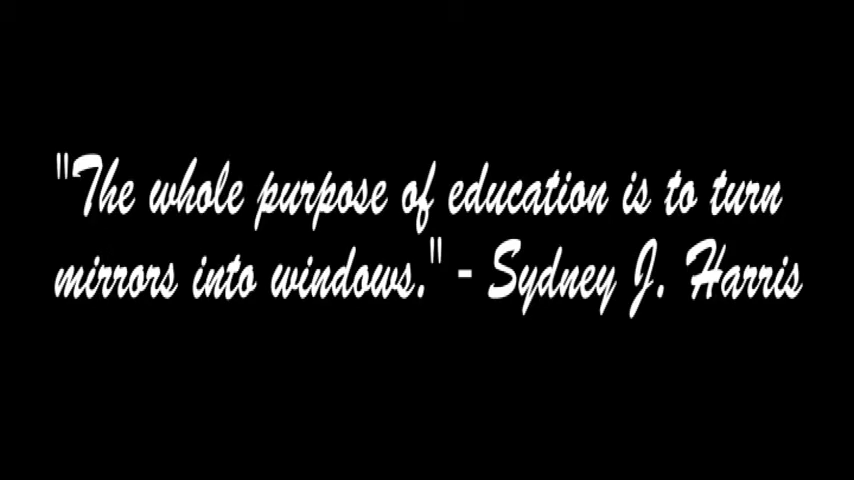 "The whole purpose of education is to turn
mirrors into windows." - Sydney J. Harris